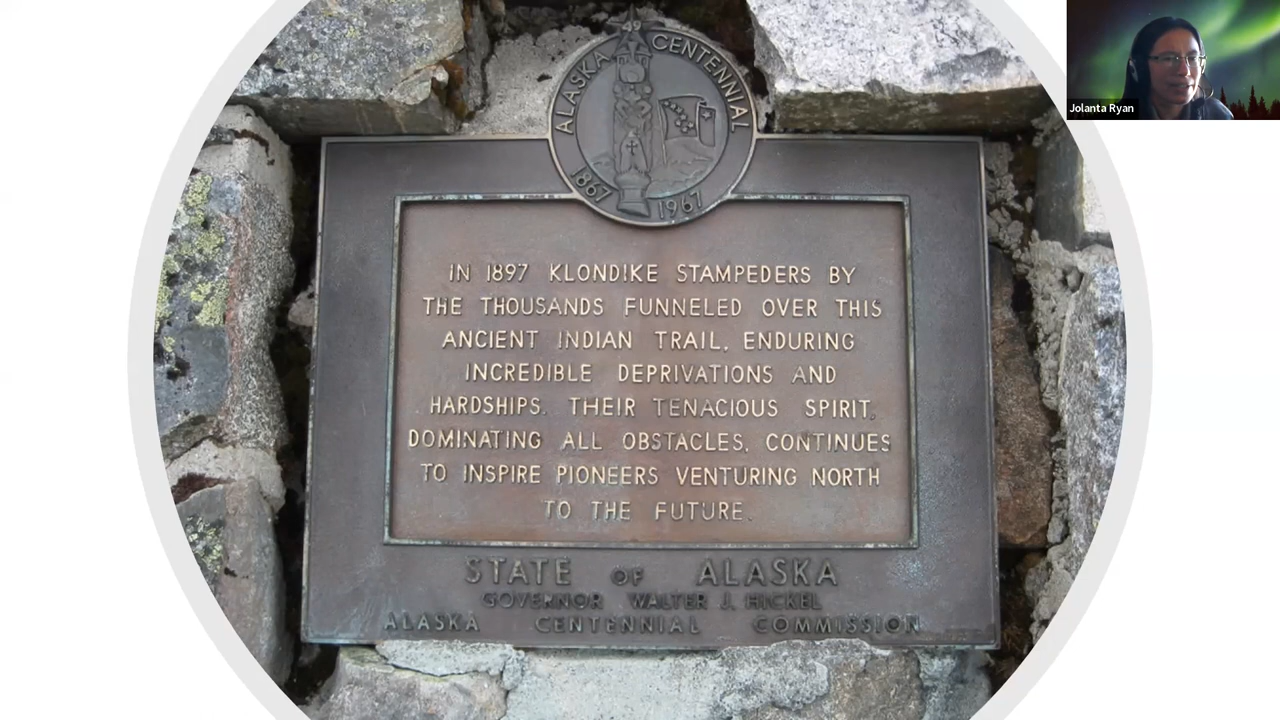 49
ALASKA CENTENNIAL
1867 1967
IN 1897 KLONDIKE STAMPEDERS BY
THE THOUSANDS FUNNELED OVER THIS
ANCIENT INDIAN TRAIL, ENDURING
INCREDIBLE DEPRIVATIONS AND
HARDSHIPS. THEIR TENACIOUS SPIRIT,
DOMINATING ALL OBSTACLES, CONTINUES
TO INSPIRE PIONEERS VENTURING NORTH
TO THE FUTURE.
STATE OF ALASKA
GOVERNOR WALTER J. HICKEL
ALASKA CENTENNIAL COMMISSION
Jolanta Ryan